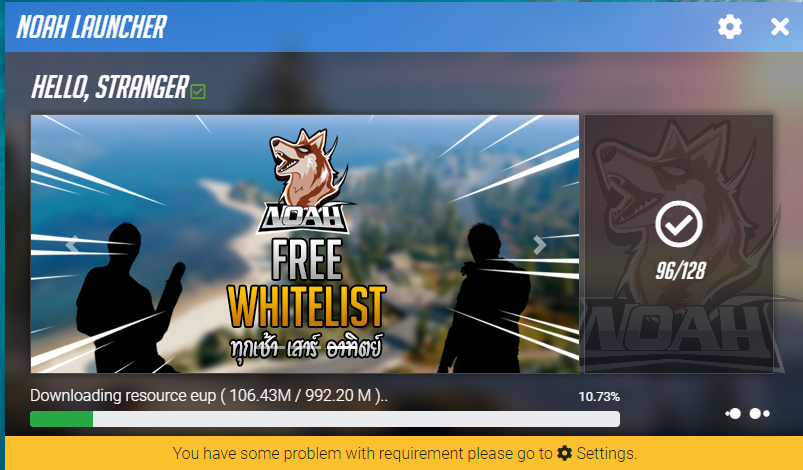 NOAH LAUNCHER
HELLO, STRANGER
NOAH
FREE
WHITELIST
ทุกเช้า เสาร์ อาทิตย์
96/128
NOAH
Downloading resource eup ( 106.43M / 992.20 M )..
10.73%
You have some problem with requirement please go to Settings.